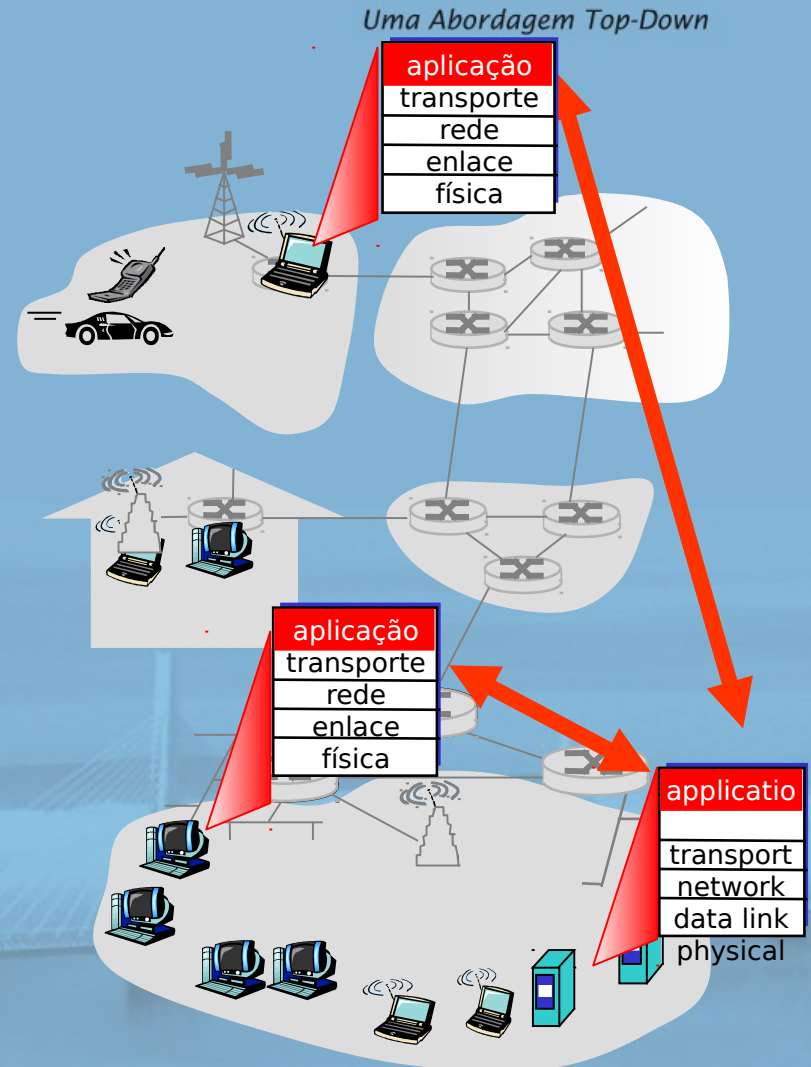 Uma Abordagem Top-Down
aplicação
transporte
rede
enlace
física
aplicação
transporte
rede
enlace
física
applicatio
transport
network
data link
physical